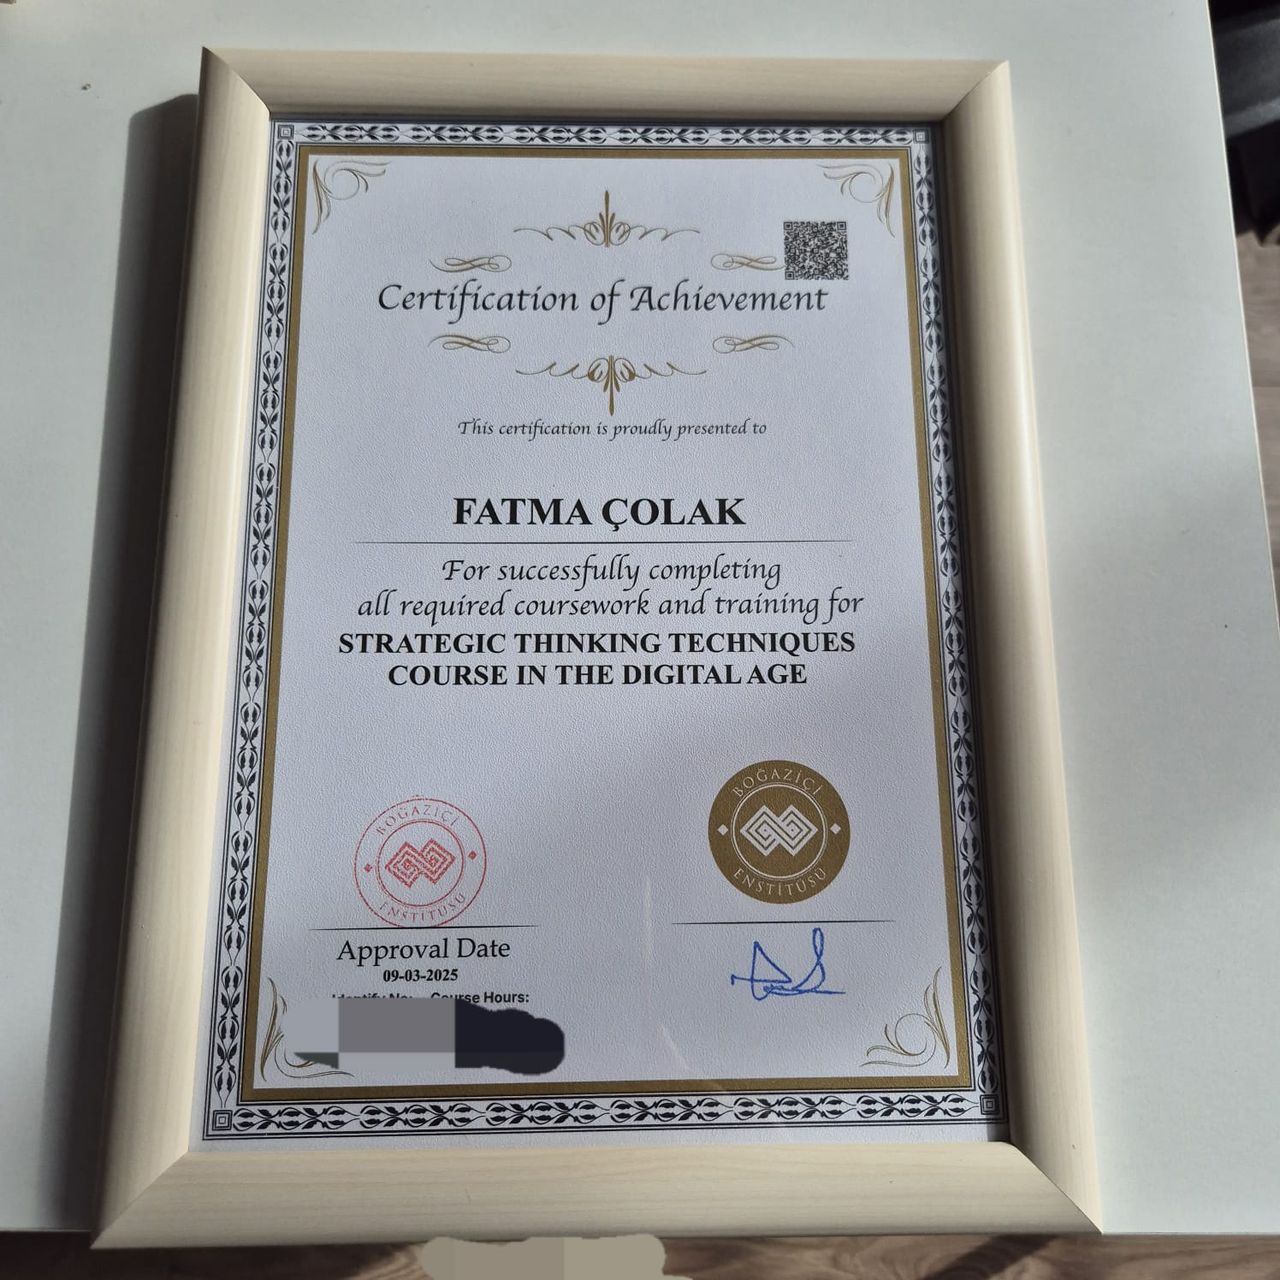 Certification of Achievement
This certification is proudly presented to
FATMA ÇOLAK
For successfully completing
all required coursework and training for
STRATEGIC THINKING TECHNIQUES
COURSE IN THE DIGITAL AGE
BOĞAZİÇİ
ENSTİTÜSÜ
BOĞAZİÇİ
ENSTİTÜSÜ
Approval Date
09-03-2025
Identify No: Course Hours: